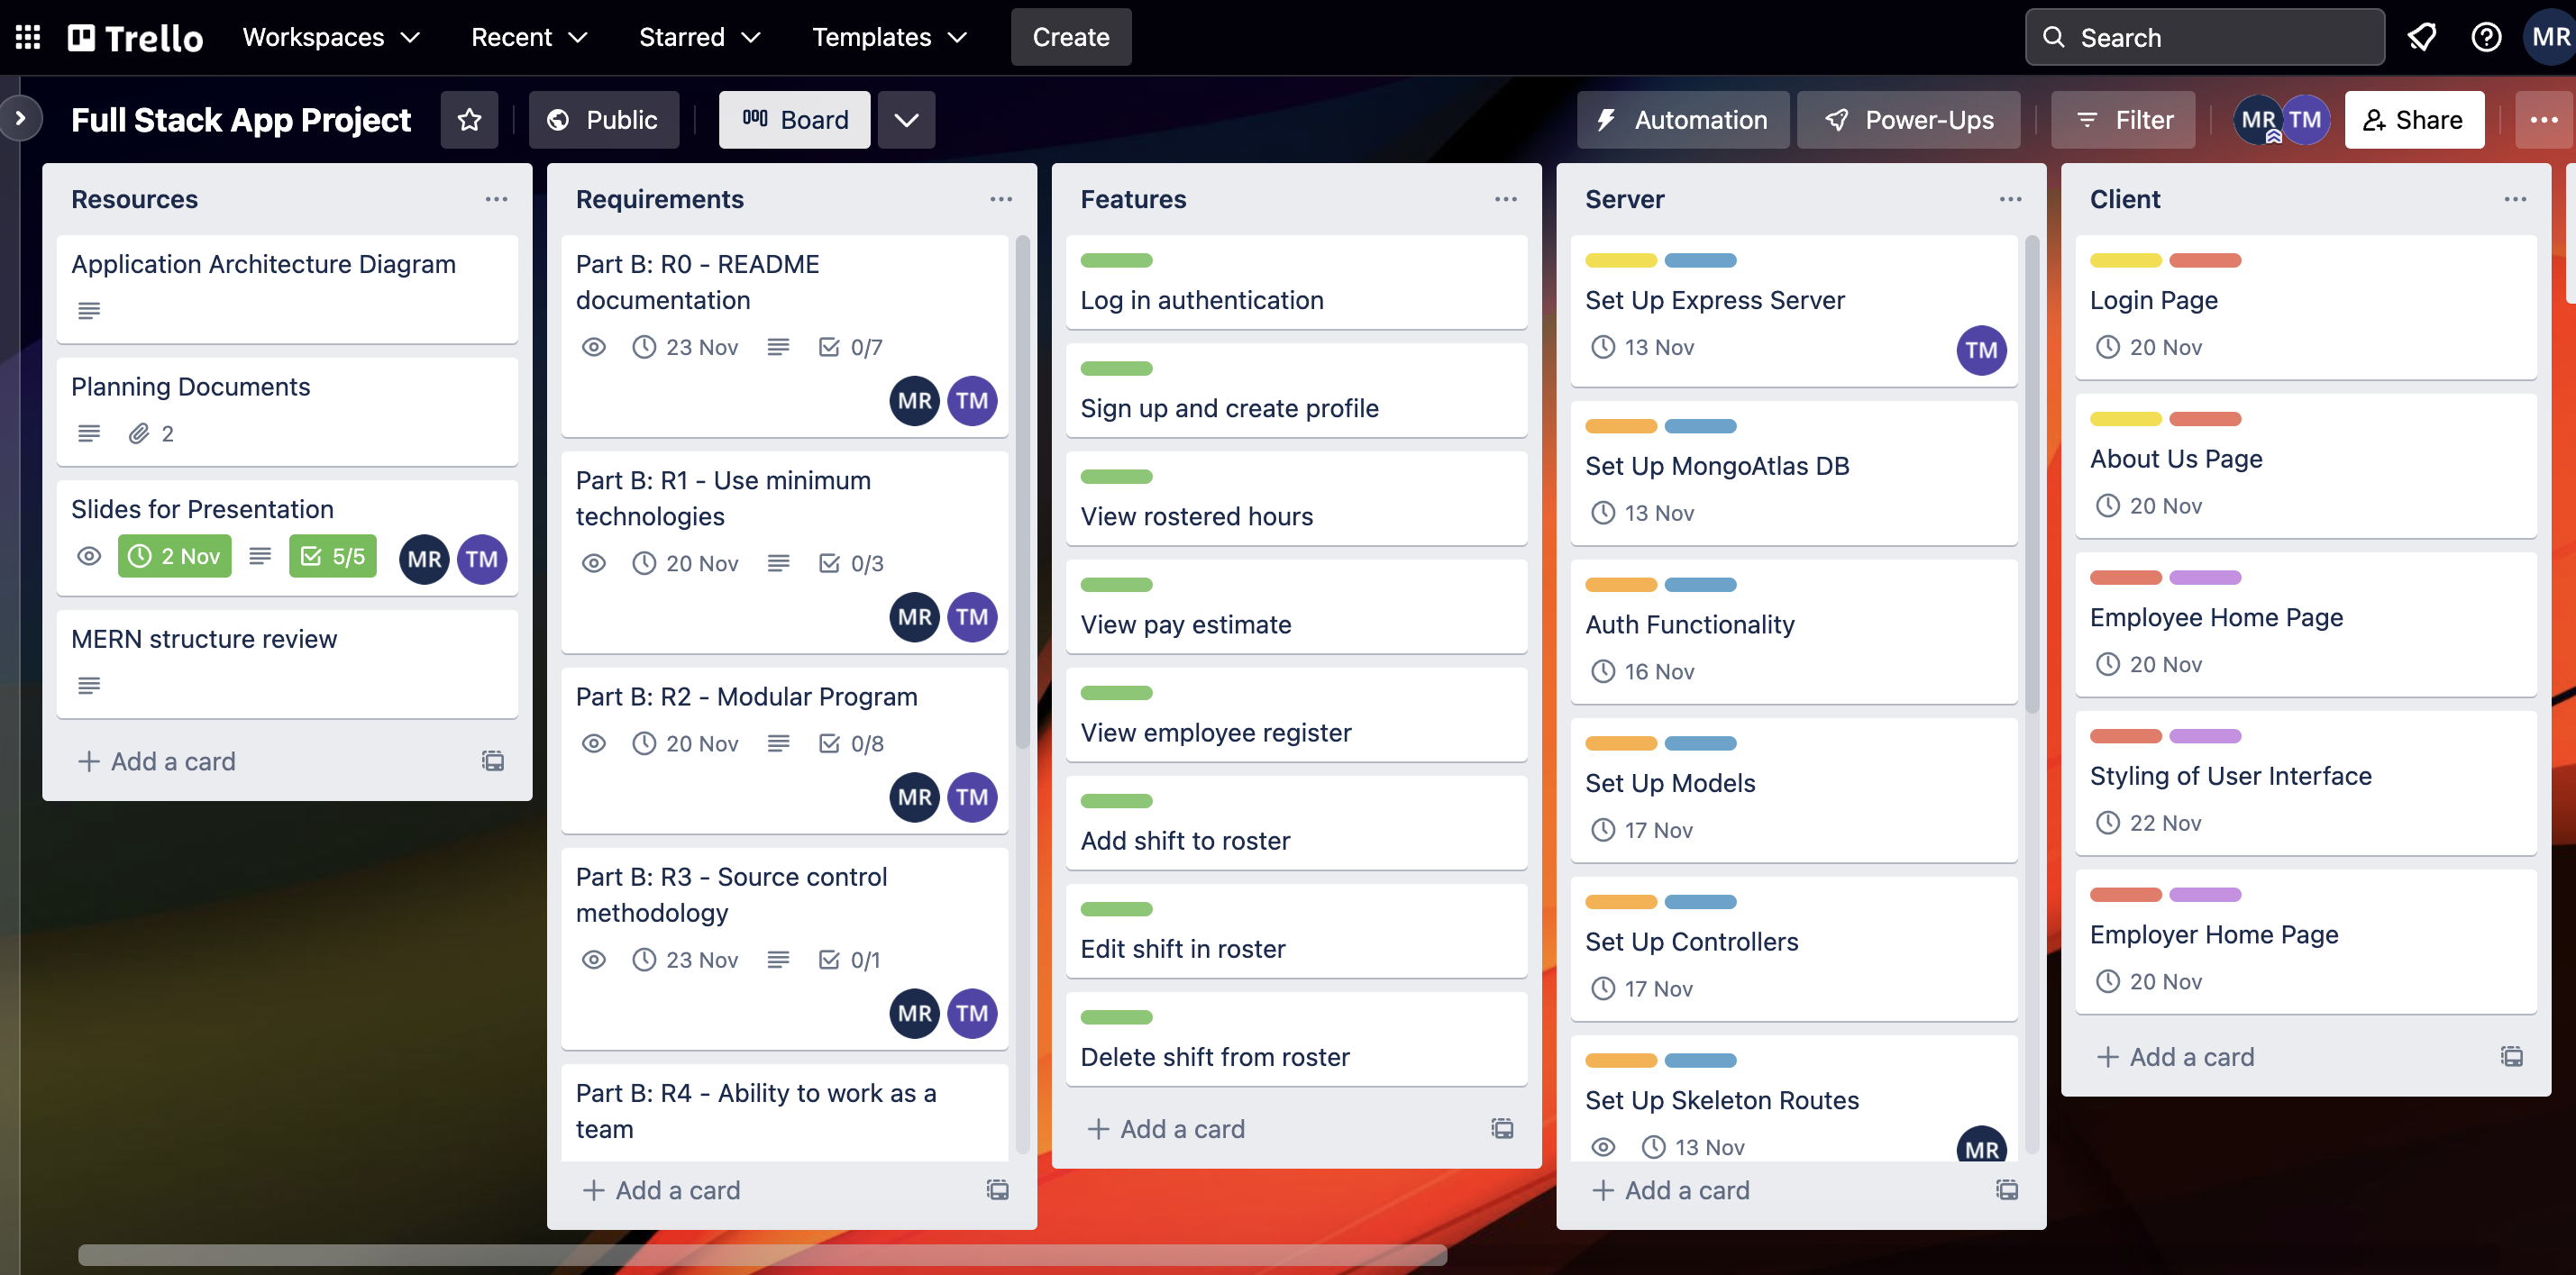 Trello
Workspaces
Recent
Starred
Templates
Create
Search
MR
Full Stack App Project
Public
Board
Automation
Power-Ups
Filter
MR
TM
Share
Resources
Application Architecture Diagram
Planning Documents
2
Slides for Presentation
2 Nov
5/5
MR
TM
MERN structure review
Add a card
Requirements
Part B: R0 - README
documentation
23 Nov
0/7
MR
TM
Part B: R1 - Use minimum
technologies
20 Nov
0/3
MR
TM
Part B: R2 - Modular Program
20 Nov
0/8
MR
TM
Part B: R3 - Source control
methodology
23 Nov
0/1
MR
TM
Part B: R4 - Ability to work as a
team
Add a card
Features
Log in authentication
Sign up and create profile
View rostered hours
View pay estimate
View employee register
Add shift to roster
Edit shift in roster
Delete shift from roster
Add a card
Server
Set Up Express Server
13 Nov
TM
Set Up MongoAtlas DB
13 Nov
Auth Functionality
16 Nov
Set Up Models
17 Nov
Set Up Controllers
17 Nov
Set Up Skeleton Routes
13 Nov
MR
Add a card
Client
Login Page
20 Nov
About Us Page
20 Nov
Employee Home Page
20 Nov
Styling of User Interface
22 Nov
Employer Home Page
20 Nov
Add a card